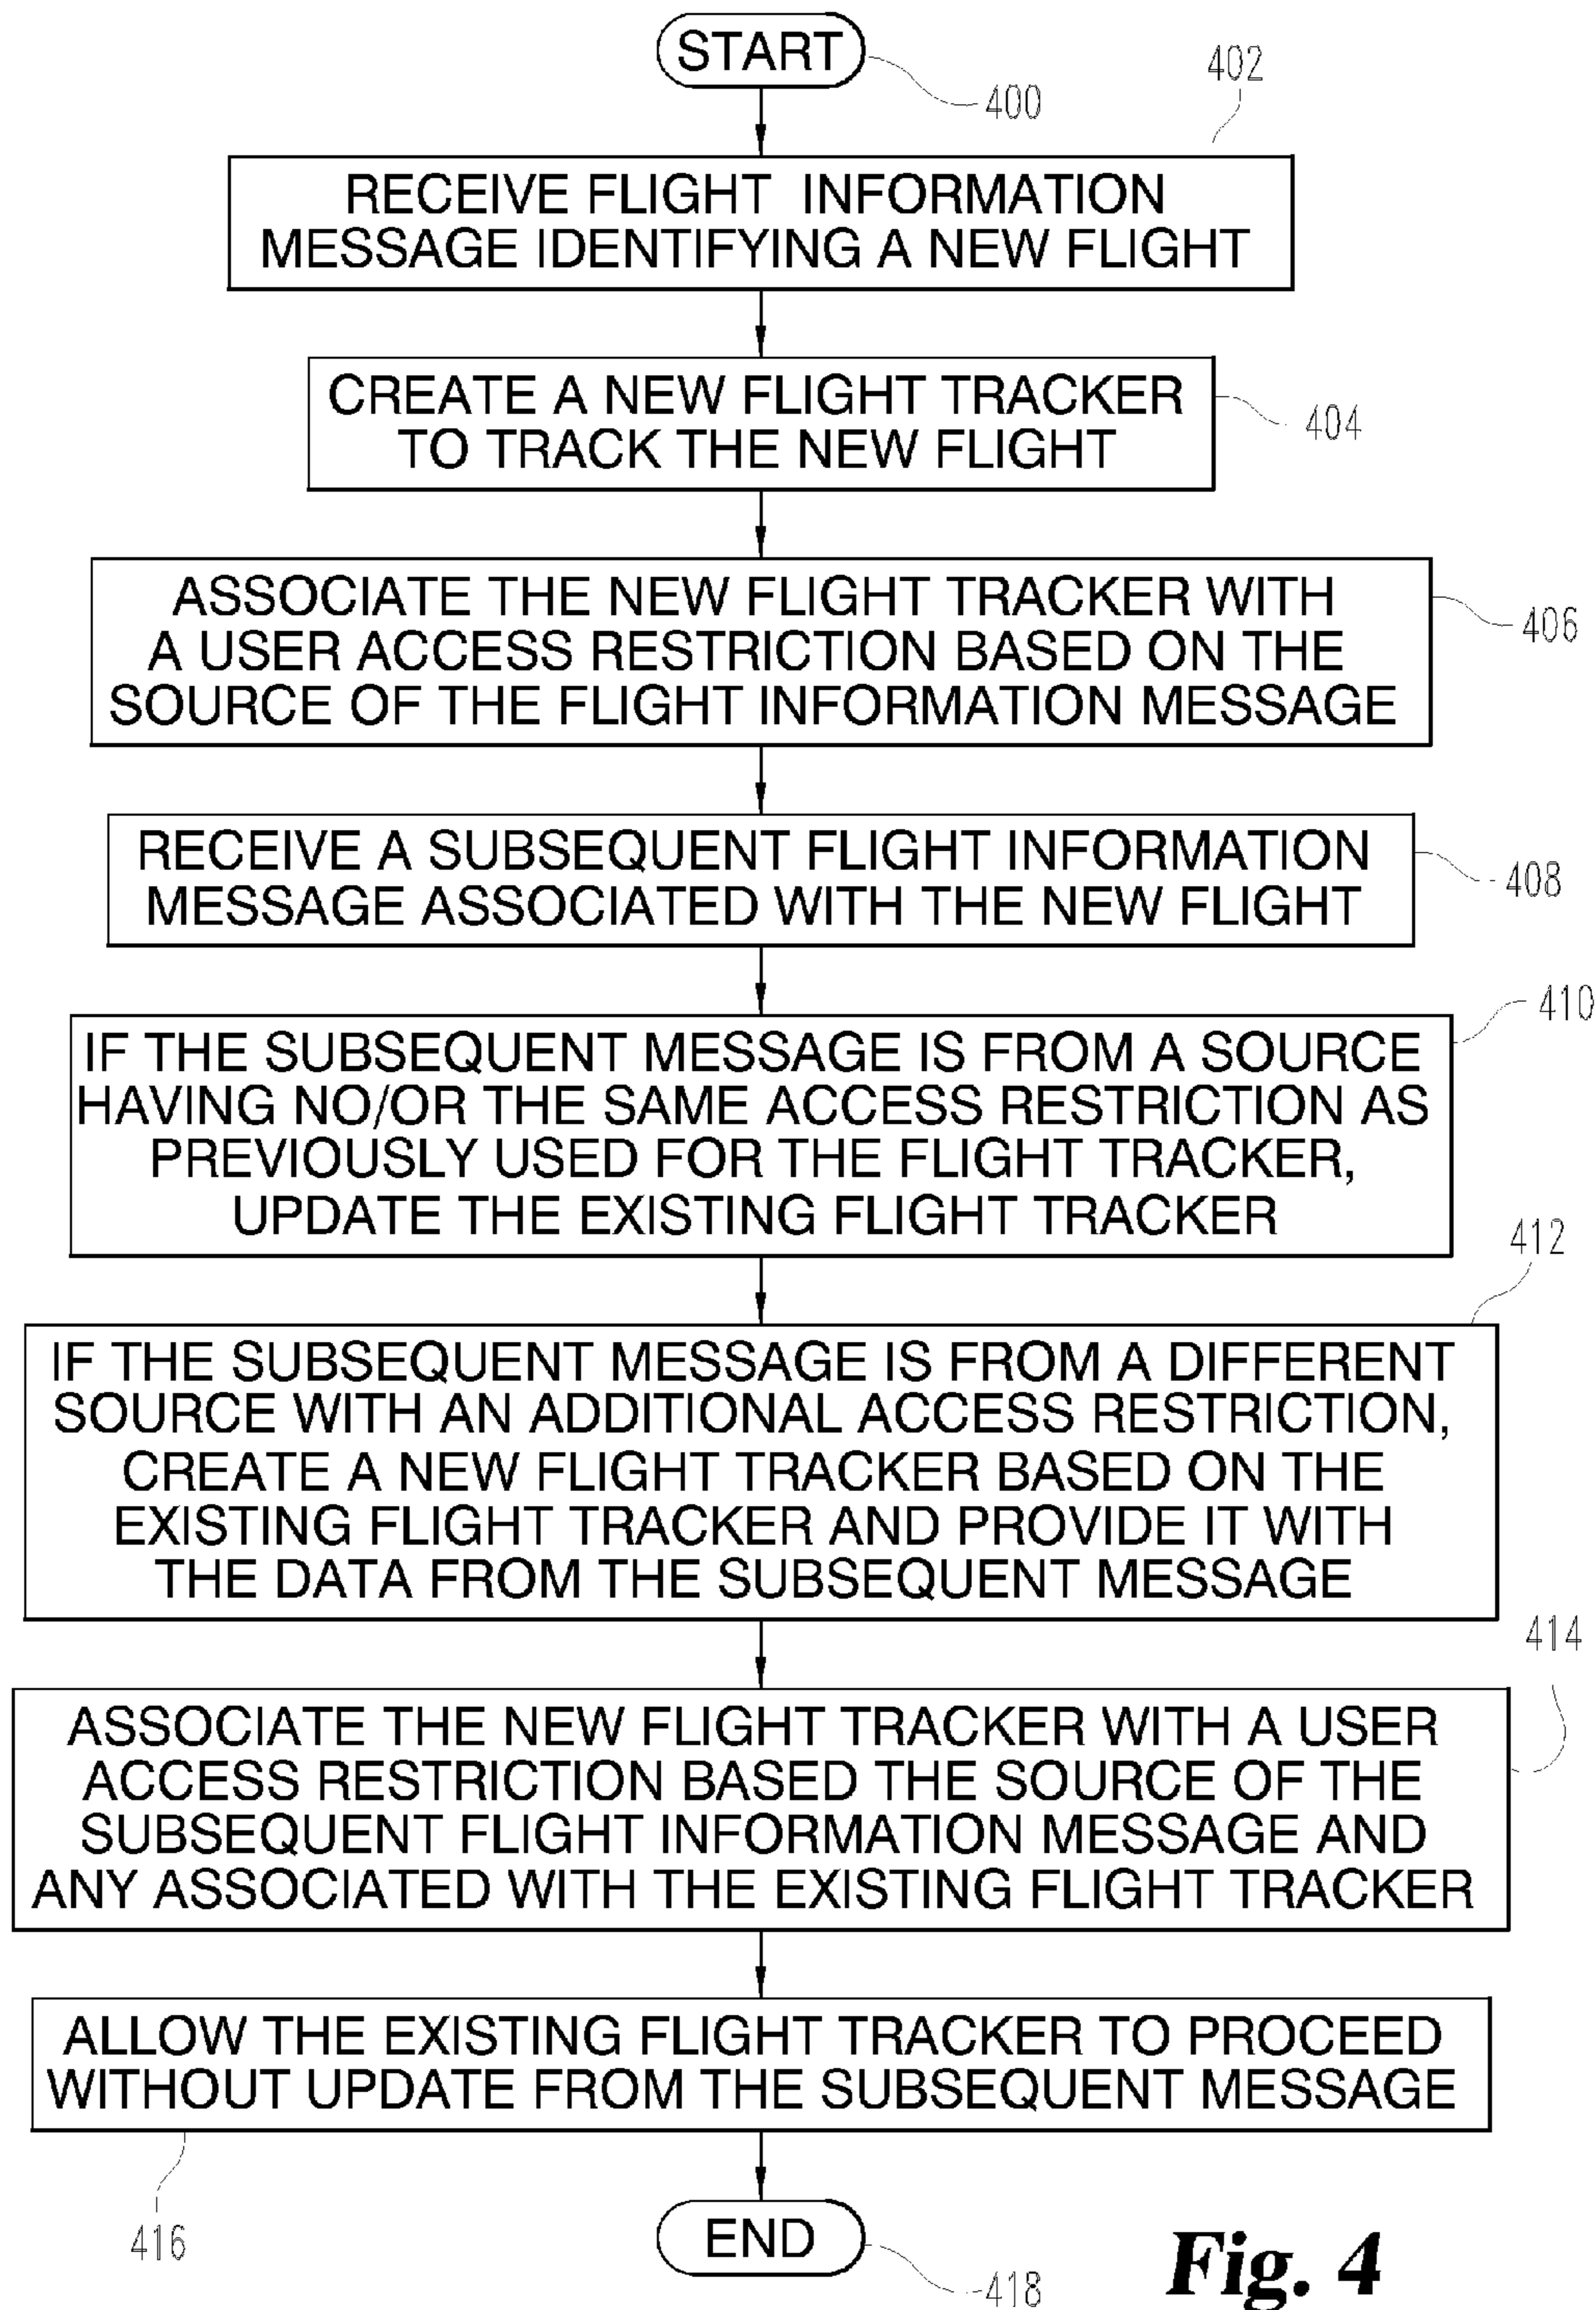 START
400
402
RECEIVE FLIGHT INFORMATION
MESSAGE IDENTIFYING A NEW FLIGHT
CREATE A NEW FLIGHT TRACKER
TO TRACK THE NEW FLIGHT
404
ASSOCIATE THE NEW FLIGHT TRACKER WITH
A USER ACCESS RESTRICTION BASED ON THE
SOURCE OF THE FLIGHT INFORMATION MESSAGE
406
RECEIVE A SUBSEQUENT FLIGHT INFORMATION
MESSAGE ASSOCIATED WITH THE NEW FLIGHT
408
410
IF THE SUBSEQUENT MESSAGE IS FROM A SOURCE
HAVING NO/OR THE SAME ACCESS RESTRICTION AS
PREVIOUSLY USED FOR THE FLIGHT TRACKER,
UPDATE THE EXISTING FLIGHT TRACKER
412
IF THE SUBSEQUENT MESSAGE IS FROM A DIFFERENT
SOURCE WITH AN ADDITIONAL ACCESS RESTRICTION,
CREATE A NEW FLIGHT TRACKER BASED ON THE
EXISTING FLIGHT TRACKER AND PROVIDE IT WITH
THE DATA FROM THE SUBSEQUENT MESSAGE
414
ASSOCIATE THE NEW FLIGHT TRACKER WITH A USER
ACCESS RESTRICTION BASED THE SOURCE OF THE
SUBSEQUENT FLIGHT INFORMATION MESSAGE AND
ANY ASSOCIATED WITH THE EXISTING FLIGHT TRACKER
ALLOW THE EXISTING FLIGHT TRACKER TO PROCEED
WITHOUT UPDATE FROM THE SUBSEQUENT MESSAGE
416
END
418
Fig. 4